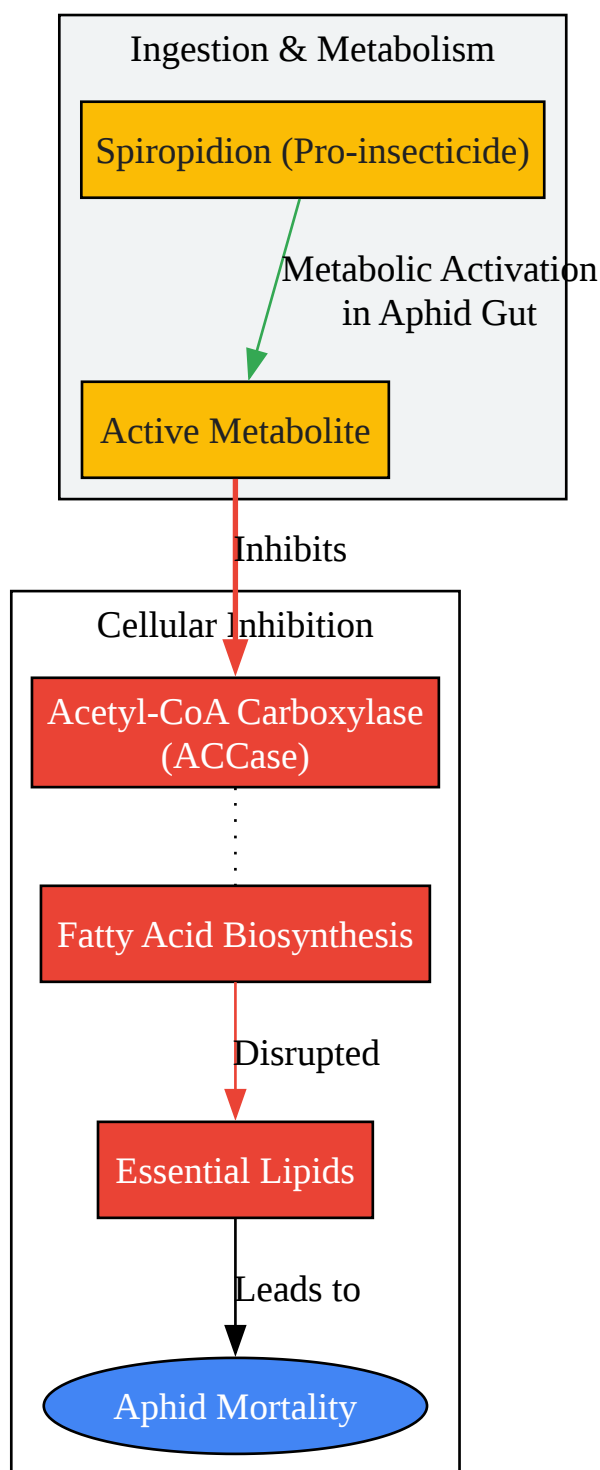 Ingestion & Metabolism
Spiropidion (Pro-insecticide)
Metabolic Activation
in Aphid Gut
Active Metabolite
Inhibits
Cellular Inhibition
Acetyl-CoA Carboxylase
(ACCase)
Fatty Acid Biosynthesis
Disrupted
Essential Lipids
Leads to
Aphid Mortality